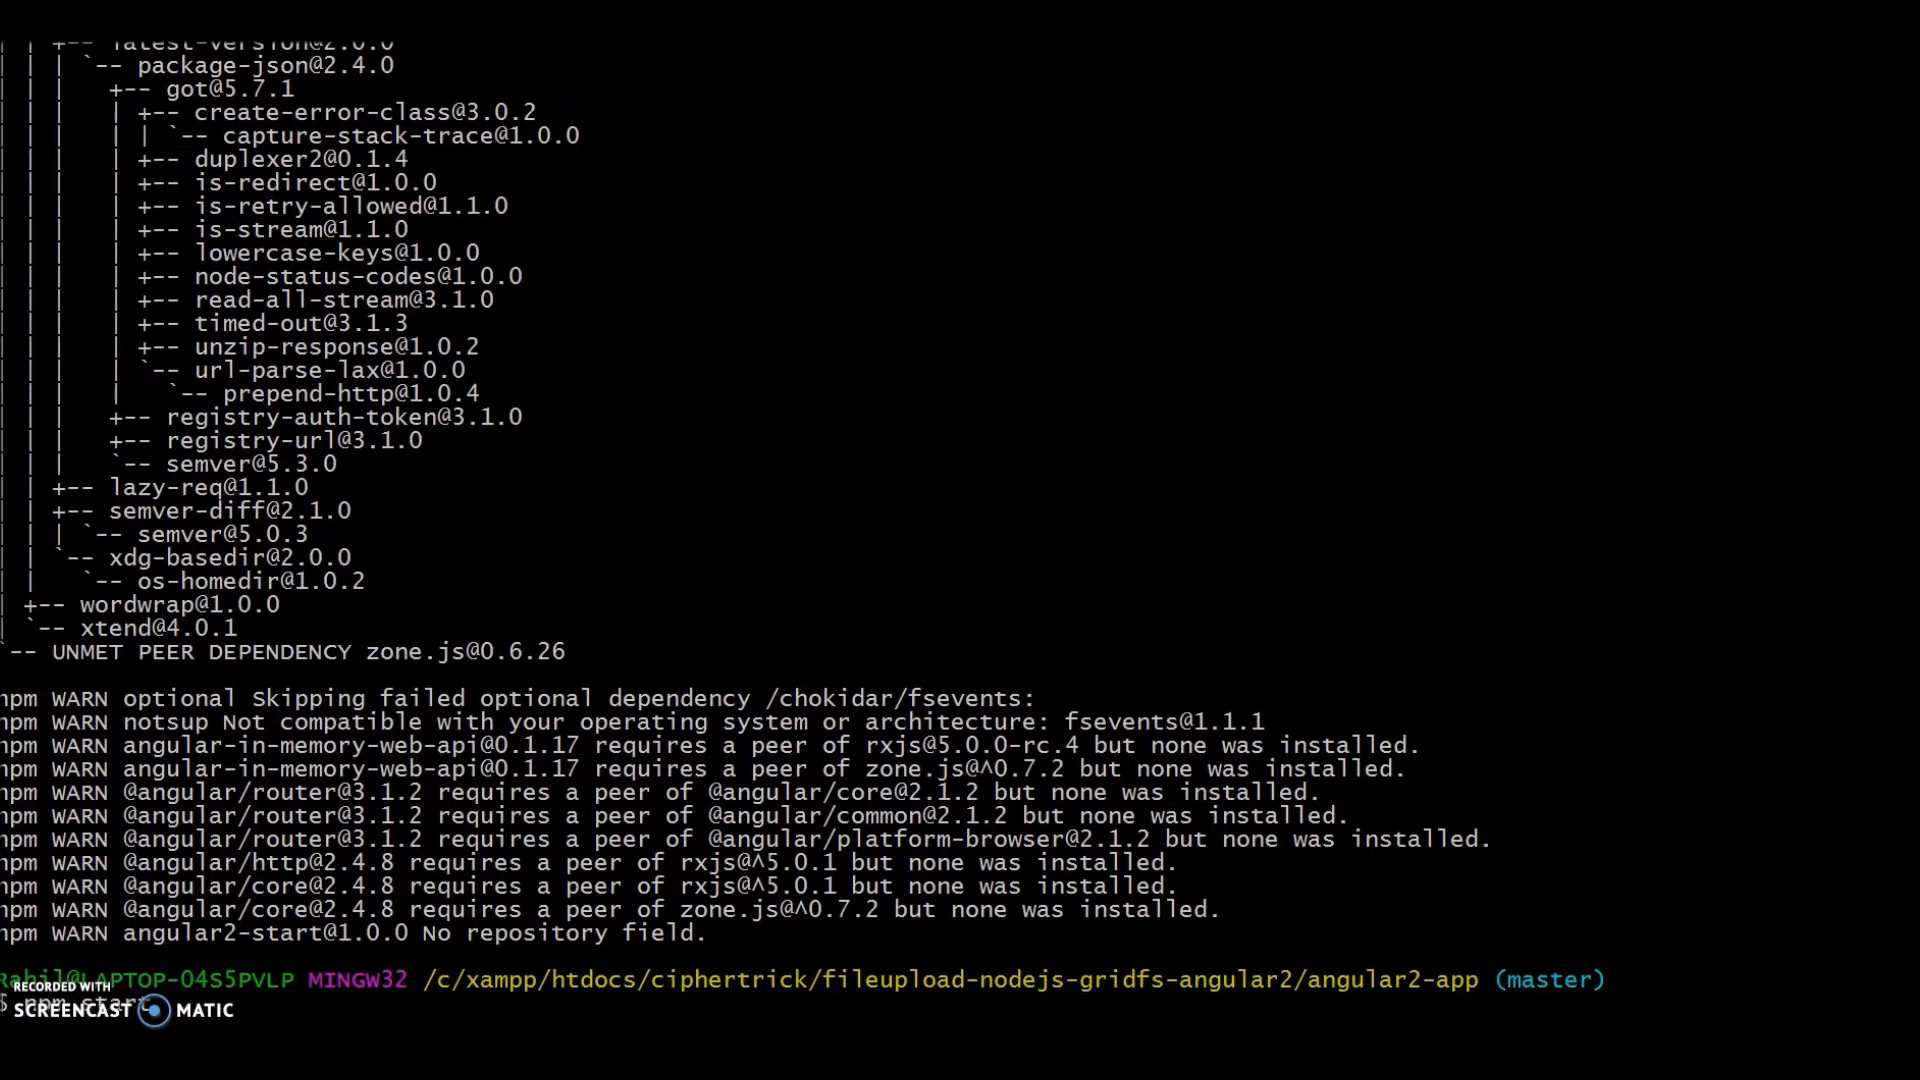 | | +-- latest-version@2.0.0
| | | `-- package-json@2.4.0
| | |     +-- got@5.7.1
| | |     | +-- create-error-class@3.0.2
| | |     | | `-- capture-stack-trace@1.0.0
| | |     | +-- duplexer2@0.1.4
| | |     | +-- is-redirect@1.0.0
| | |     | +-- is-retry-allowed@1.1.0
| | |     | +-- is-stream@1.1.0
| | |     | +-- lowercase-keys@1.0.0
| | |     | +-- node-status-codes@1.0.0
| | |     | +-- read-all-stream@3.1.0
| | |     | +-- timed-out@3.1.3
| | |     | +-- unzip-response@1.0.2
| | |     | `-- url-parse-lax@1.0.0
| | |     |   `-- prepend-http@1.0.4
| | |     +-- registry-auth-token@3.1.0
| | |     +-- registry-url@3.1.0
| | |     `-- semver@5.3.0
| | +-- lazy-req@1.1.0
| | +-- semver-diff@2.1.0
| | | `-- semver@5.0.3
| | `-- xdg-basedir@2.0.0
| |   `-- os-homedir@1.0.2
| +-- wordwrap@1.0.0
| `-- xtend@4.0.1
`-- UNMET PEER DEPENDENCY zone.js@0.6.26
npm WARN optional Skipping failed optional dependency /chokidar/fsevents:
npm WARN notsup Not compatible with your operating system or architecture: fsevents@1.1.1
npm WARN angular-in-memory-web-api@0.1.17 requires a peer of rxjs@5.0.0-rc.4 but none was installed.
npm WARN angular-in-memory-web-api@0.1.17 requires a peer of zone.js@^0.7.2 but none was installed.
npm WARN @angular/router@3.1.2 requires a peer of @angular/core@2.1.2 but none was installed.
npm WARN @angular/router@3.1.2 requires a peer of @angular/common@2.1.2 but none was installed.
npm WARN @angular/router@3.1.2 requires a peer of @angular/platform-browser@2.1.2 but none was installed.
npm WARN @angular/http@2.4.8 requires a peer of rxjs@^5.0.1 but none was installed.
npm WARN @angular/core@2.4.8 requires a peer of rxjs@^5.0.1 but none was installed.
npm WARN @angular/core@2.4.8 requires a peer of zone.js@^0.7.2 but none was installed.
npm WARN angular2-start@1.0.0 No repository field.
Rahil@LAPTOP-O4S5PVLP MINGW32 /c/xampp/htdocs/ciphertrick/fileupload-nodejs-gridfs-angular2/angular2-app (master)
$ npm start
RECORDED WITH
SCREENCAST MATIC